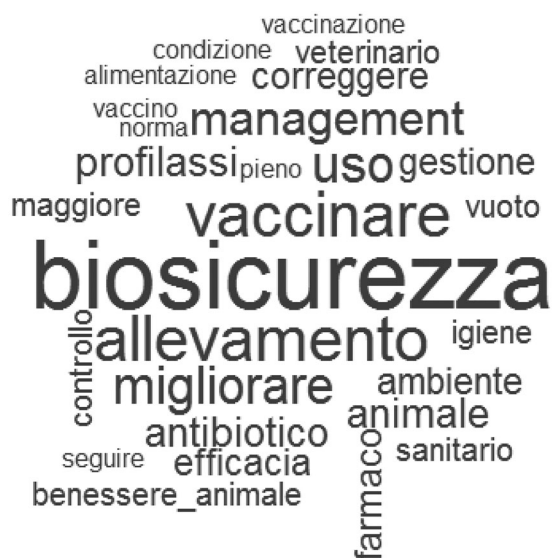 vaccinazione
condizione veterinario
alimentazione correggere
vaccino
norma management
profilassi pieno uso gestione
maggiore vaccinare vuoto
biosicurezza
controllo allevamento igiene
migliorare ambiente
antibiotico animale
seguire efficacia farmaco sanitario
benessere_animale